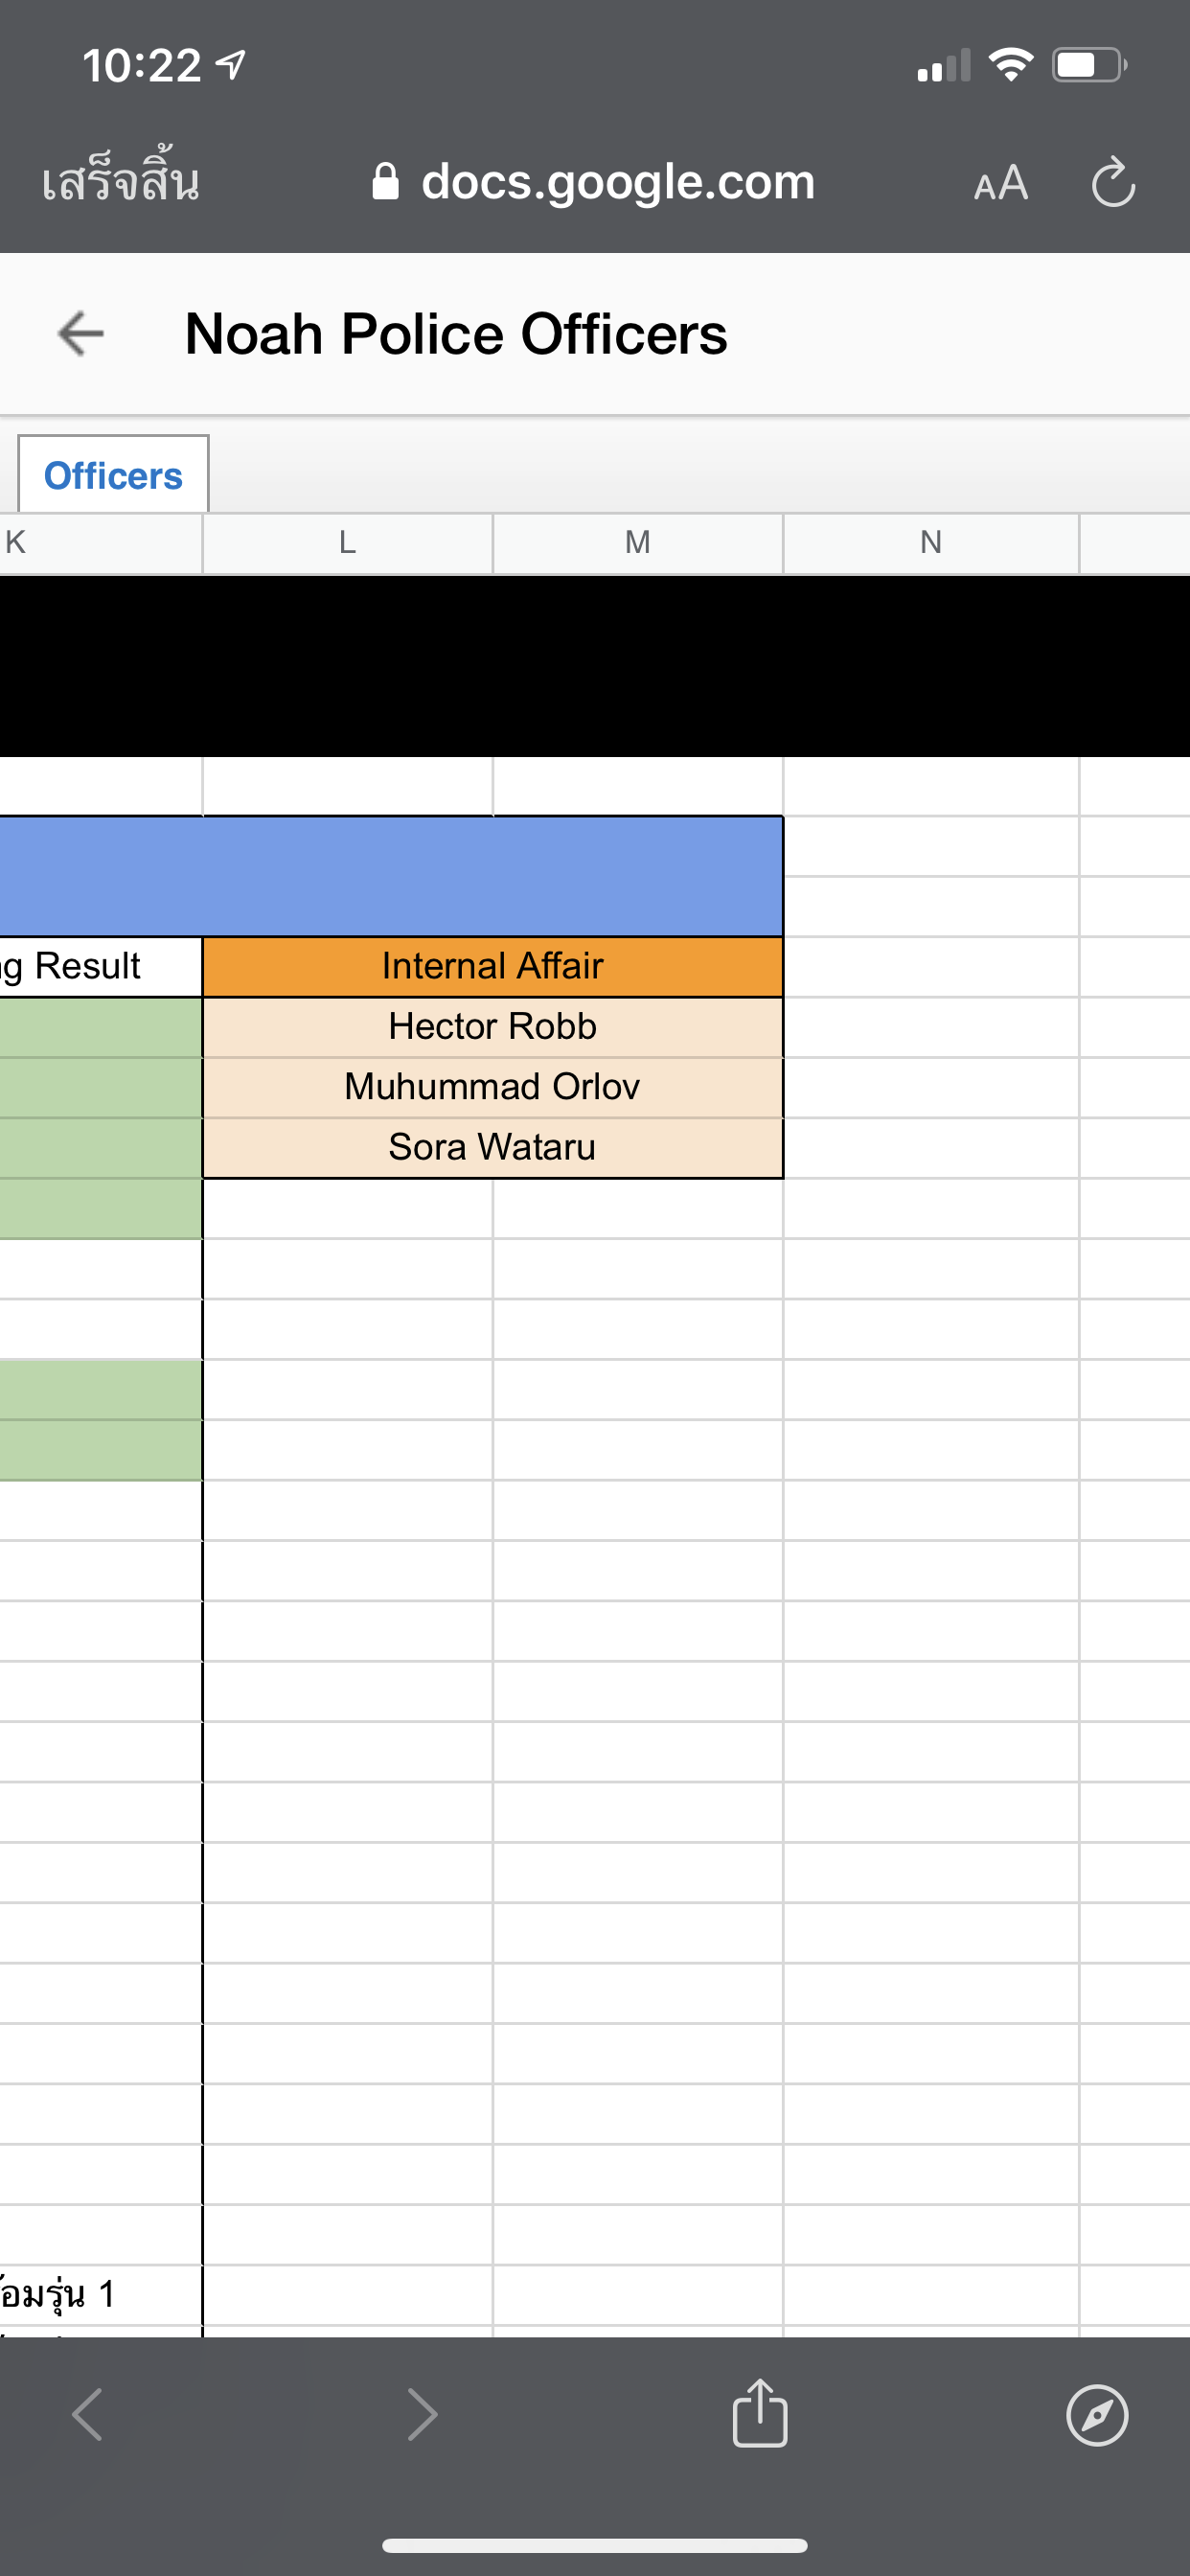 10:22
เสร็จสิ้น docs.google.com AA
Noah Police Officers
Officers
K L M N
g Result Internal Affair
Hector Robb
Muhummad Orlov
Sora Wataru
้อมรุ่น 1